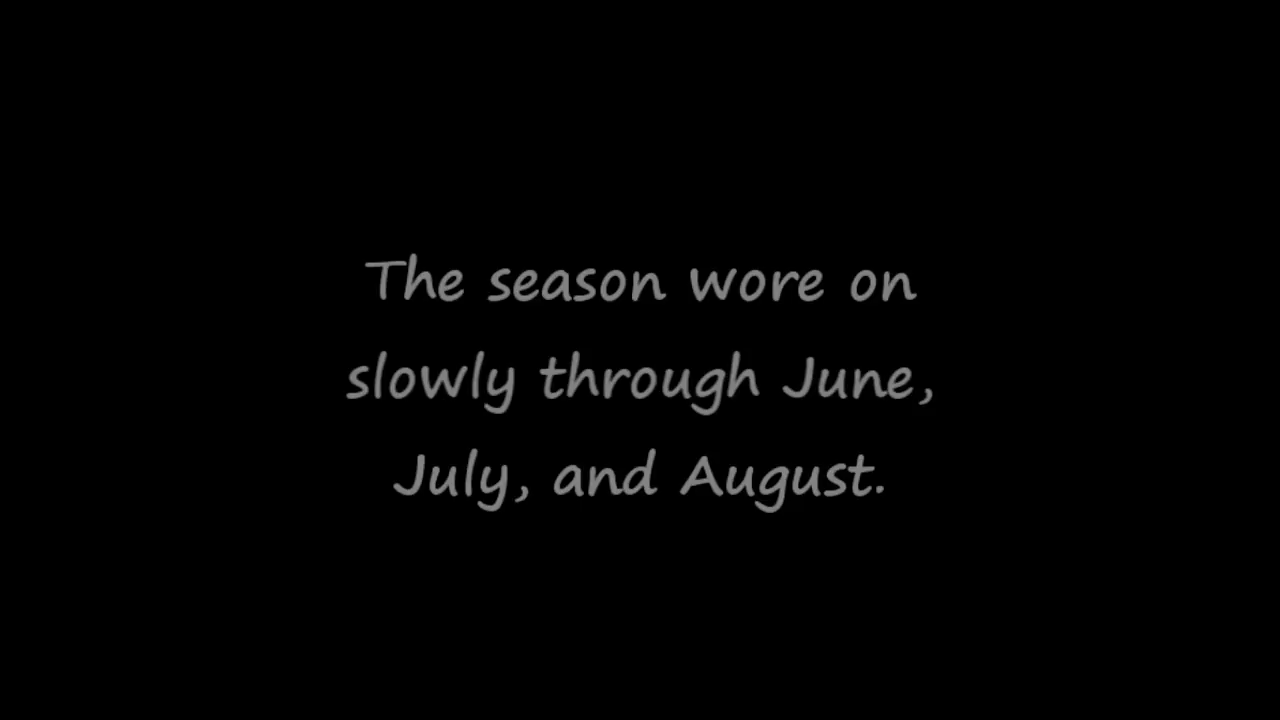 The season wore on
slowly through June,
July, and August.